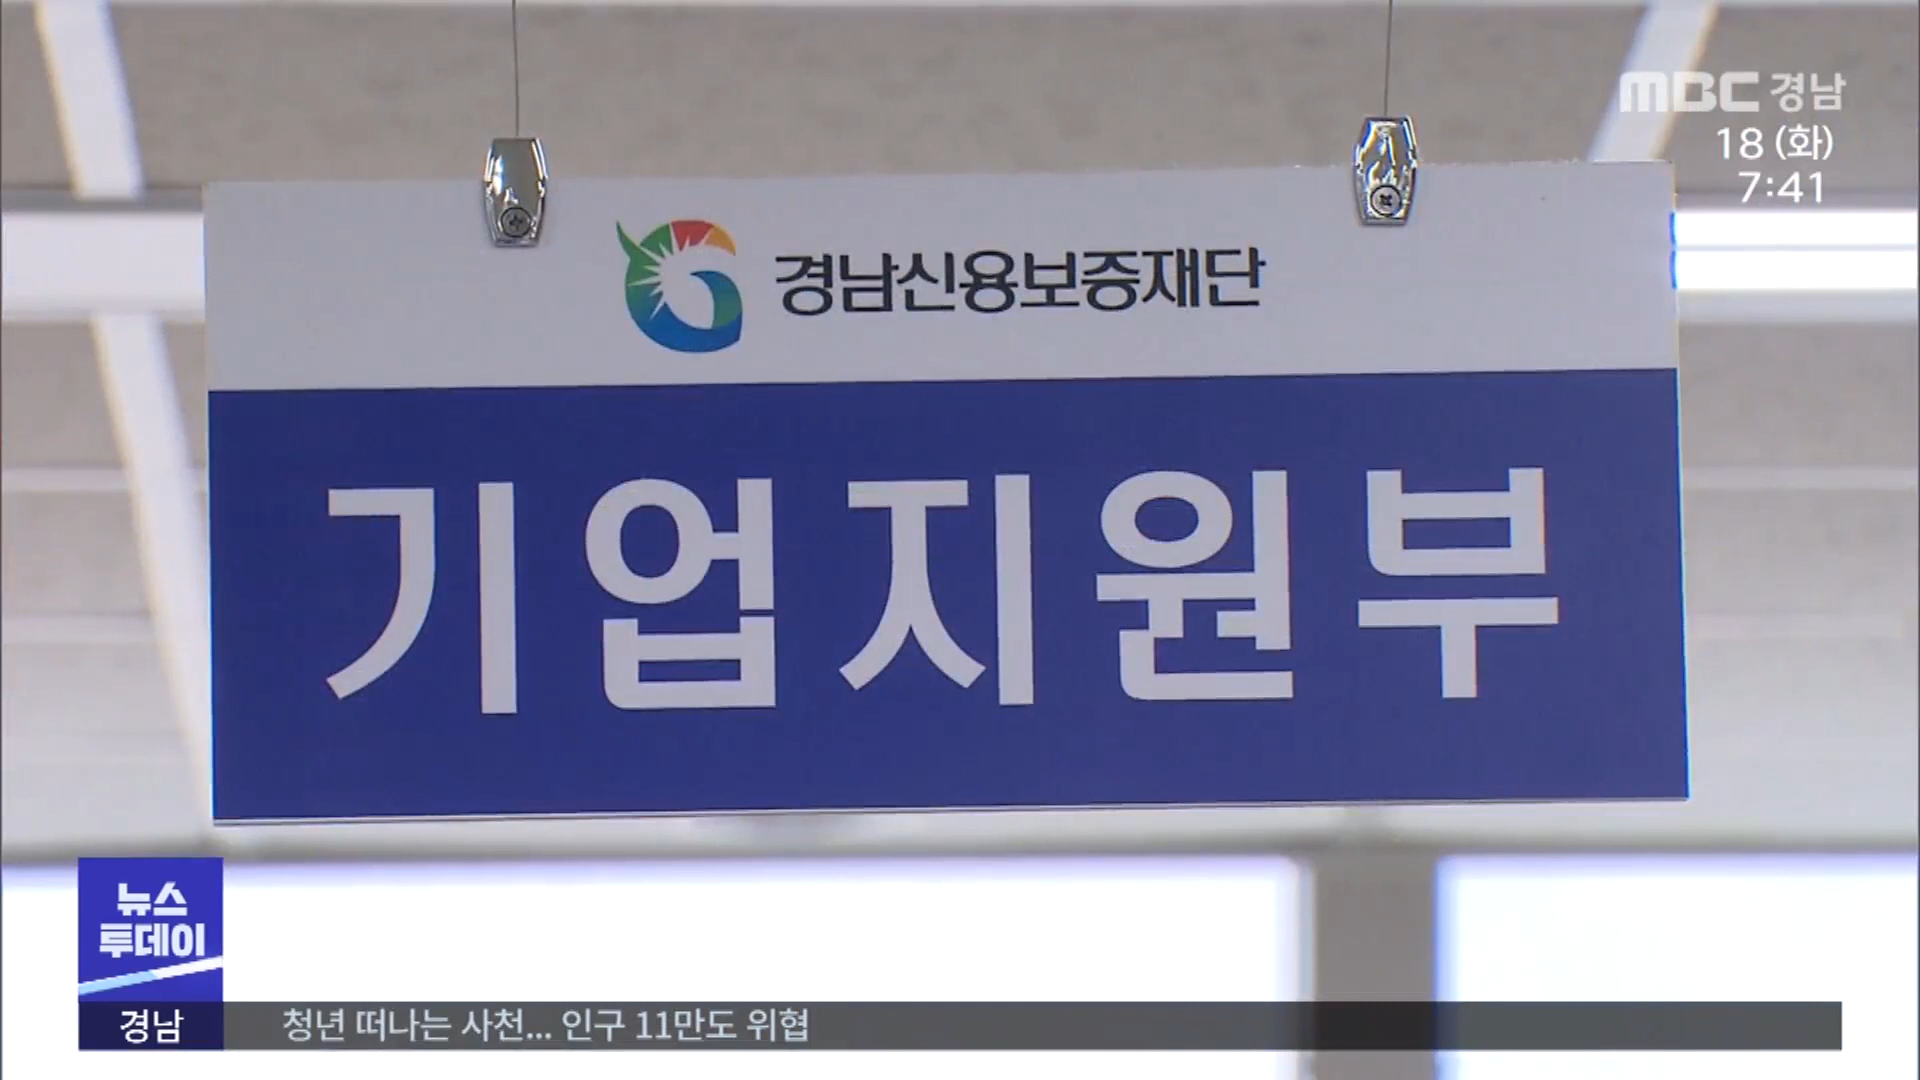 MBC 경남
18 (화)
7:41
경남신용보증재단
기업지원부
뉴스
투데이
경남
청년 떠나는 사천... 인구 11만도 위협